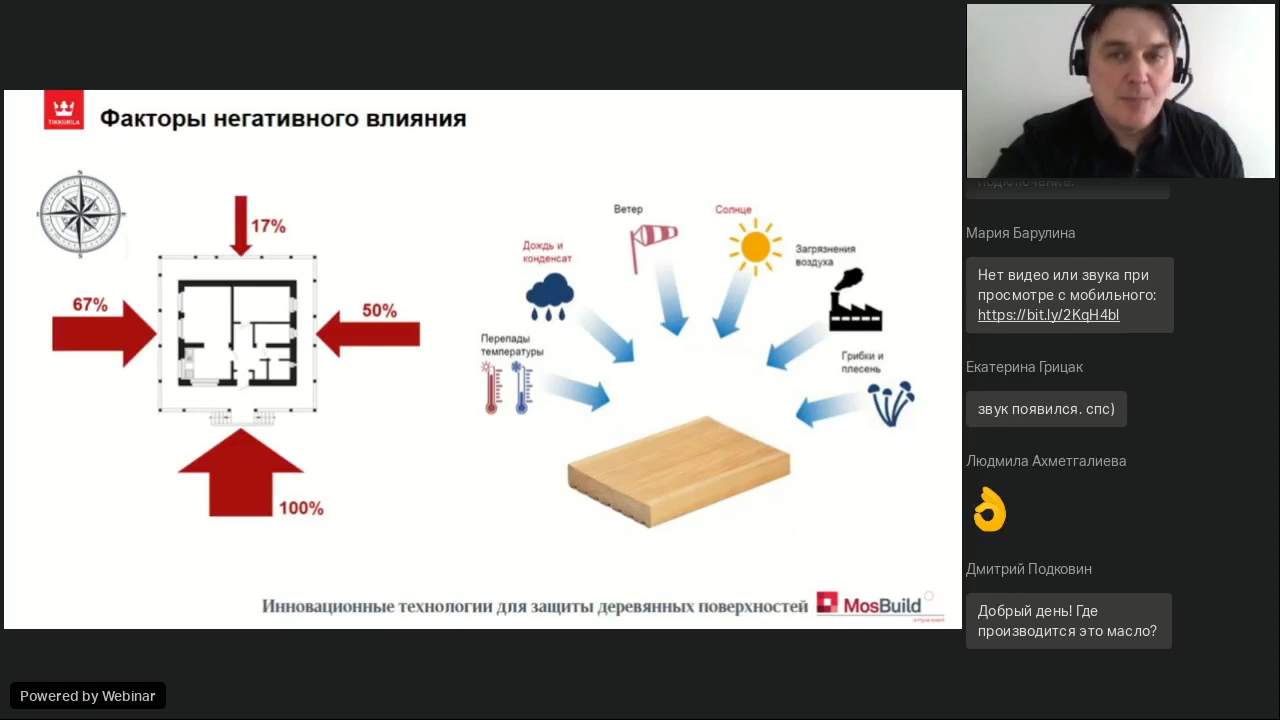 TIKKURILA
Факторы негативного влияния
N
S
17%
67%
50%
100%
Ветер
Солнце
Дождь и
конденсат
Загрязнения
воздуха
Перепады
температуры
Грибки и
плесень
Инновационные технологии для защиты деревянных поверхностей
MosBuild
подключение.
Мария Барулина
Нет видео или звука при
просмотре с мобильного:
https://bit.ly/2KqH4bl
Екатерина Грицак
звук появился. спс)
Людмила Ахметгалиева
Дмитрий Подковин
Добрый день! Где
производится это масло?
Powered by Webinar